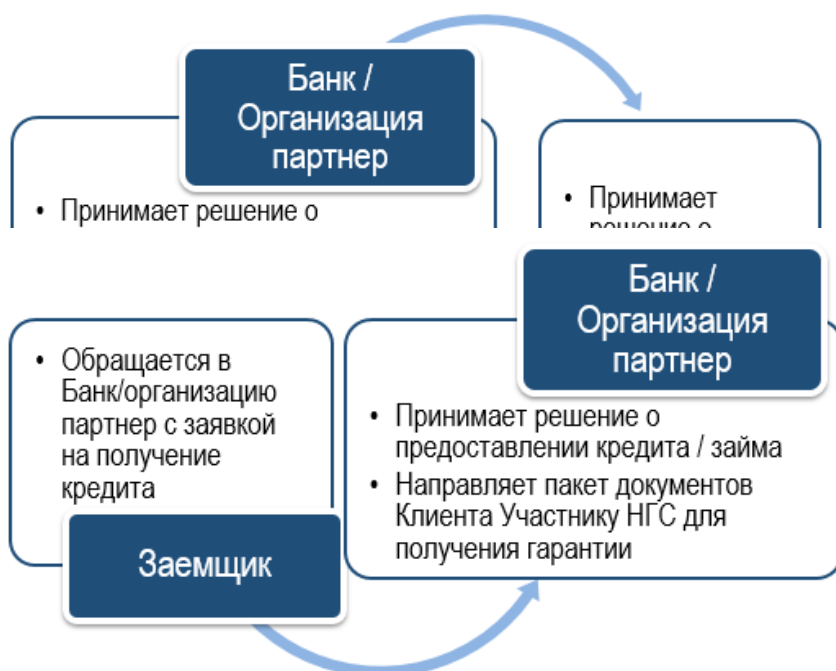 Банк /
Организация
партнер
• Принимает решение о
• Принимает
решение о
Банк /
Организация
партнер
• Обращается в
Банк/организацию
партнер с заявкой
на получение
кредита
Заемщик
• Принимает решение о
предоставлении кредита / займа
• Направляет пакет документов
Клиента Участнику НГС для
получения гарантии